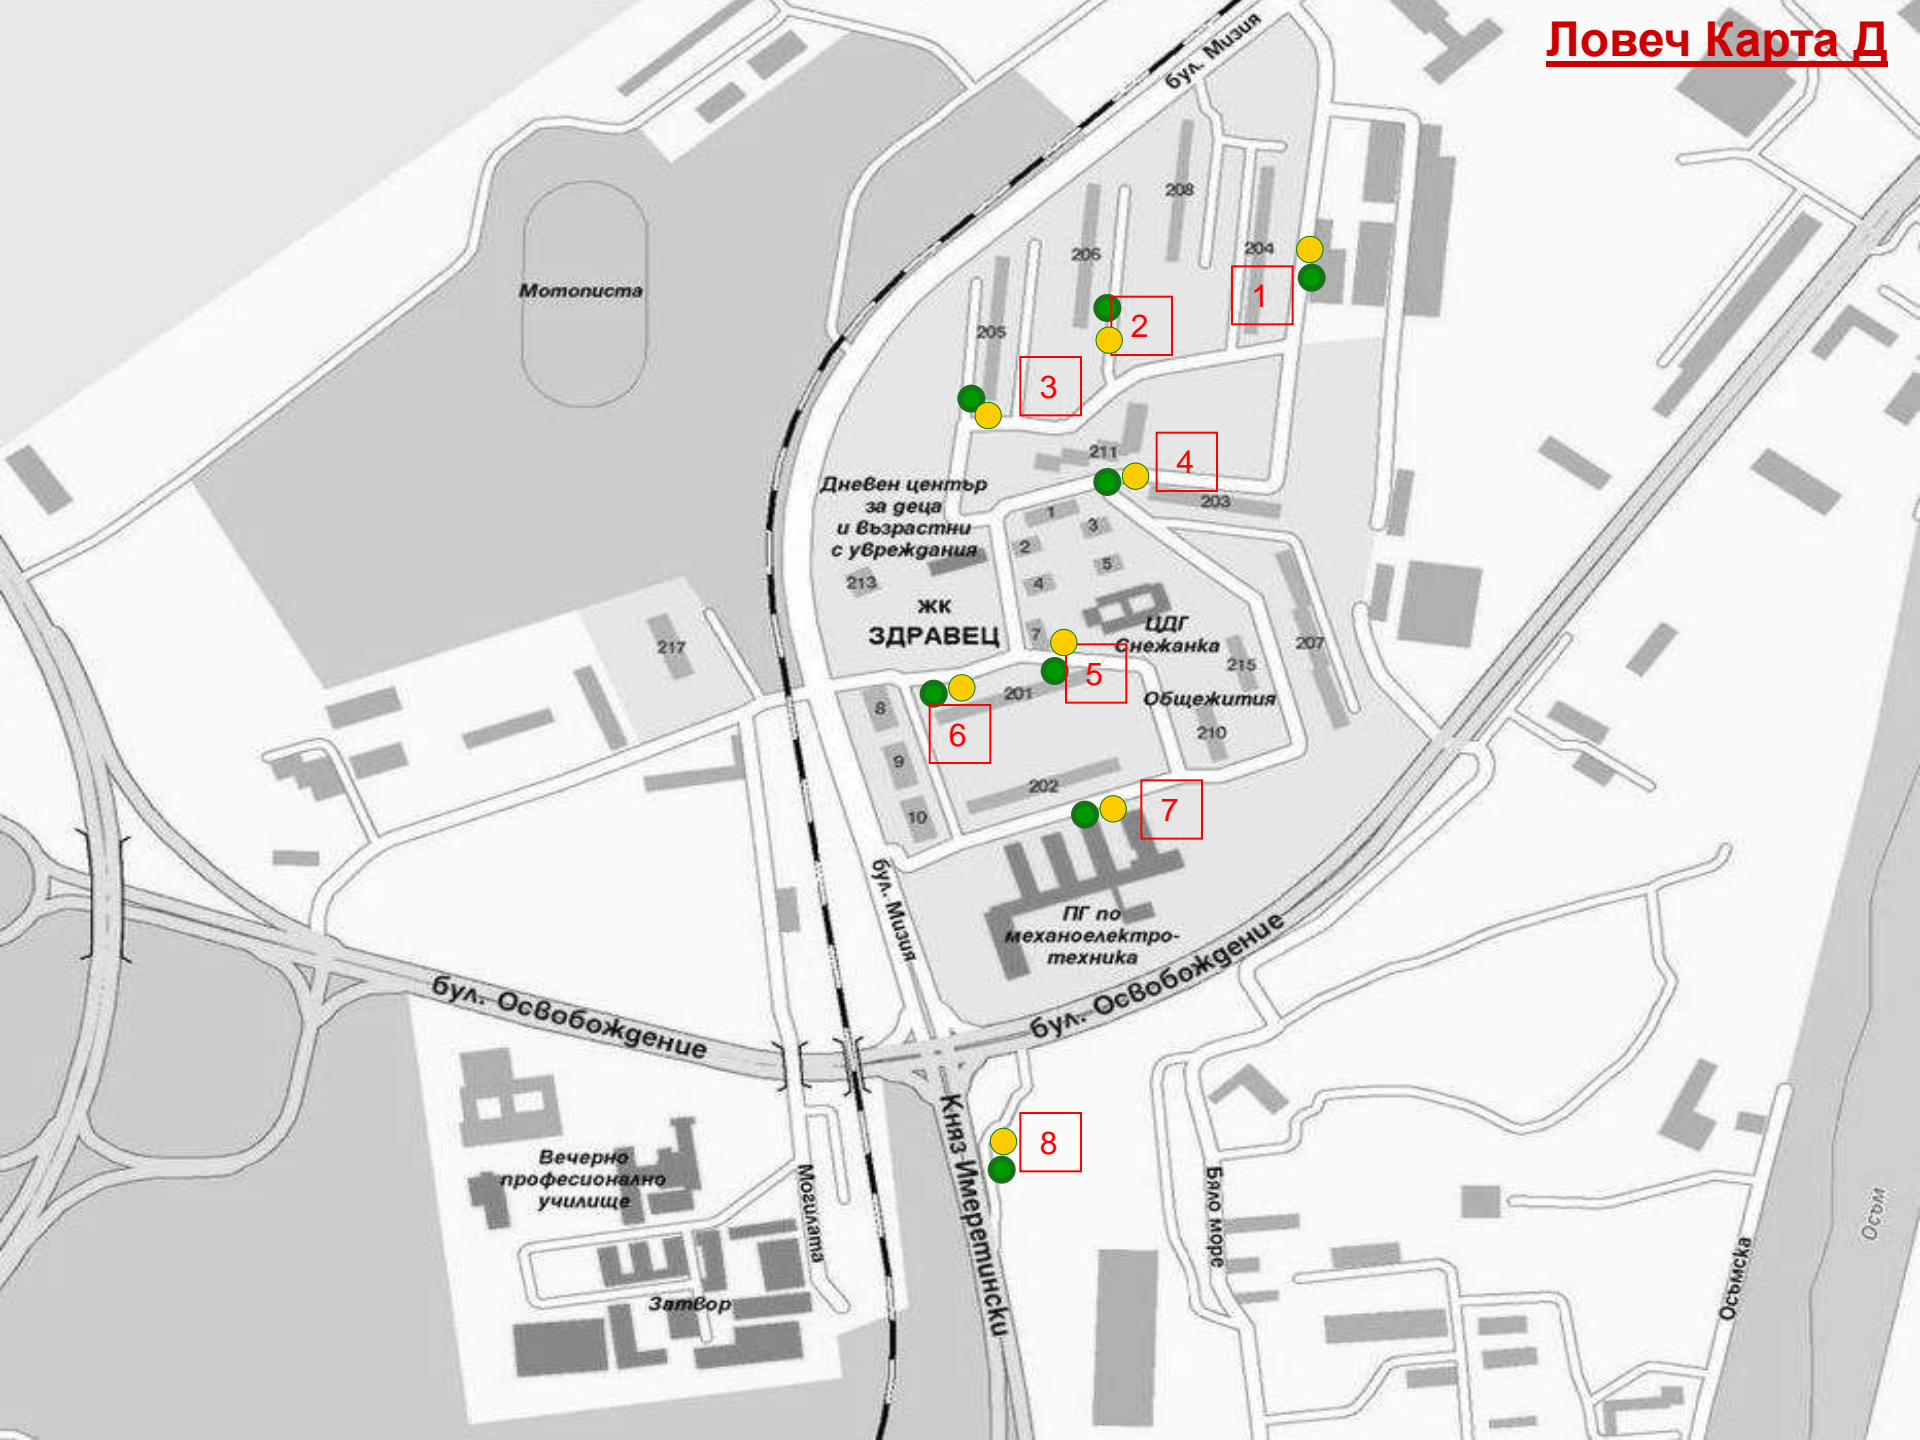 Ловеч Карта Д
бул. Мизия
208
204
206
1
Мотописта
2
205
3
211
4
203
Дневен център
за деца
и възрастни
с увреждания
1
3
2
5
213
4
ЖК
ЗДРАВЕЦ
7
ЦДГ
Снежанка
217
207
215
5
201
Общежития
8
6
210
9
202
10
7
бул. Мизия
ПГ по
механоелектро-
техника
бул. Освобождение
бул. Освобождение
Княз Имеретински
8
Вечерно
професионално
училище
Могилата
Бяло море
Осъм
Осъмска
Затвор